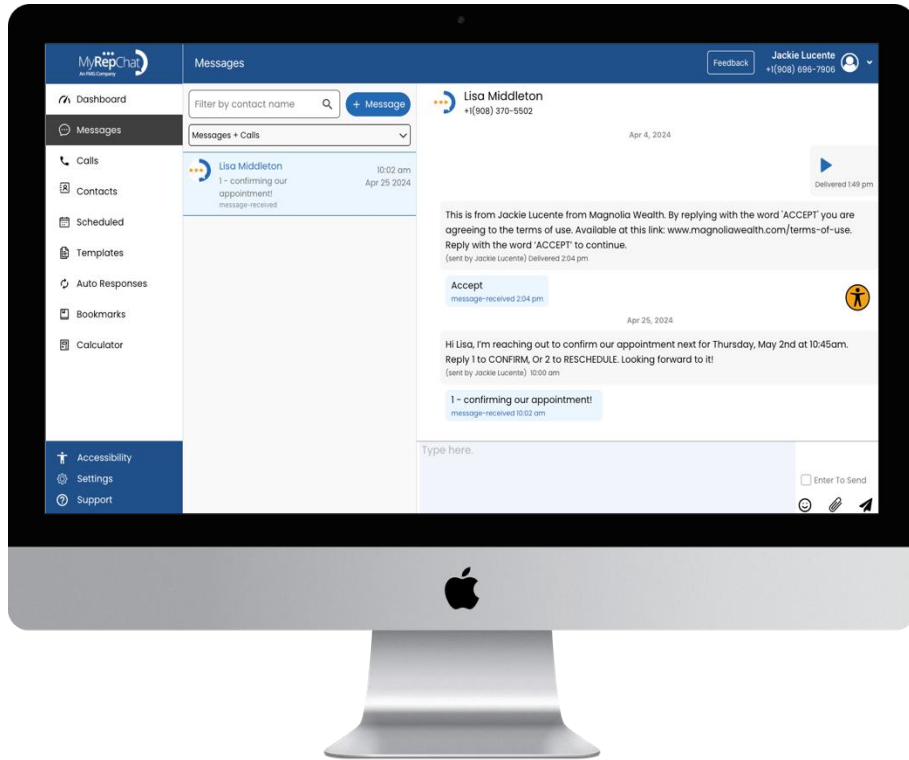 MyRepChat
An FMG Company
Messages
Feedback
Jackie Lucente
+1(908) 696-7906
Dashboard
Messages
Calls
Contacts
Scheduled
Templates
Auto Responses
Bookmarks
Calculator
Accessibility
Settings
Support
Filter by contact name
+ Message
Messages + Calls
Lisa Middleton
10:02 am
1 - confirming our
Apr 25 2024
appointment!
message-received
Lisa Middleton
+1(908) 370-5502
Apr 4, 2024
Delivered 1:49 pm
This is from Jackie Lucente from Magnolia Wealth. By replying with the word 'ACCEPT' you are
agreeing to the terms of use. Available at this link: www.magnoliawealth.com/terms-of-use.
Reply with the word 'ACCEPT' to continue.
(sent by Jackie Lucente) Delivered 2:04 pm
Accept
message-received 2:04 pm
Apr 25, 2024
Hi Lisa, I'm reaching out to confirm our appointment next for Thursday, May 2nd at 10:45am.
Reply 1 to CONFIRM, Or 2 to RESCHEDULE. Looking forward to it!
(sent by Jackie Lucente) 10:00 am
1 - confirming our appointment!
message-received 10:02 am
Type here.
Enter To Send